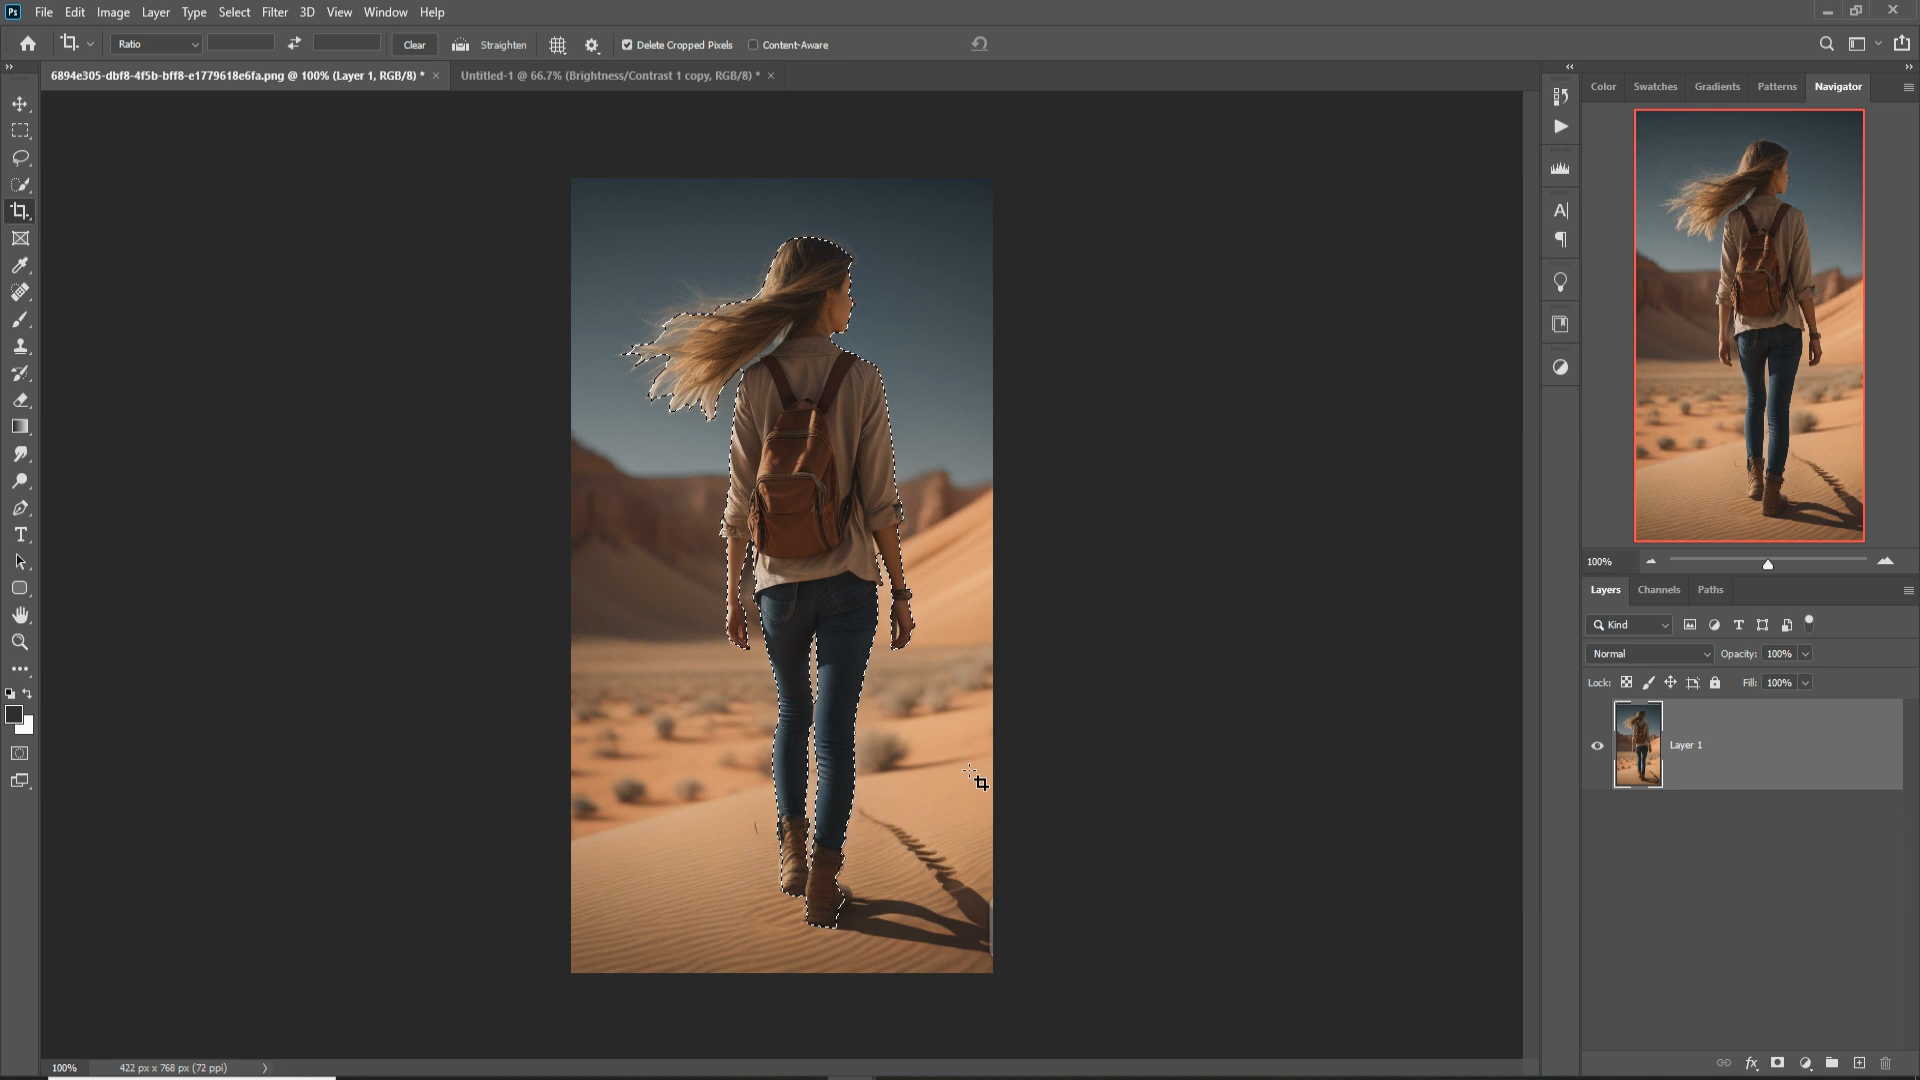 Ps File Edit Image Layer Type Select Filter 3D View Window Help
Ratio Clear Straighten Delete Cropped Pixels Content-Aware
6894e305-dbf8-4f5b-bff8-e1779618e6fa.png @ 100% (Layer 1, RGB/8) * × Untitled-1 @ 66.7% (Brightness/Contrast 1 copy, RGB/8) * ×
Color Swatches Gradients Patterns Navigator
100%
Layers Channels Paths
Kind
Normal Opacity: 100%
Lock: Fill: 100%
Layer 1
100% 422 px x 768 px (72 ppi)